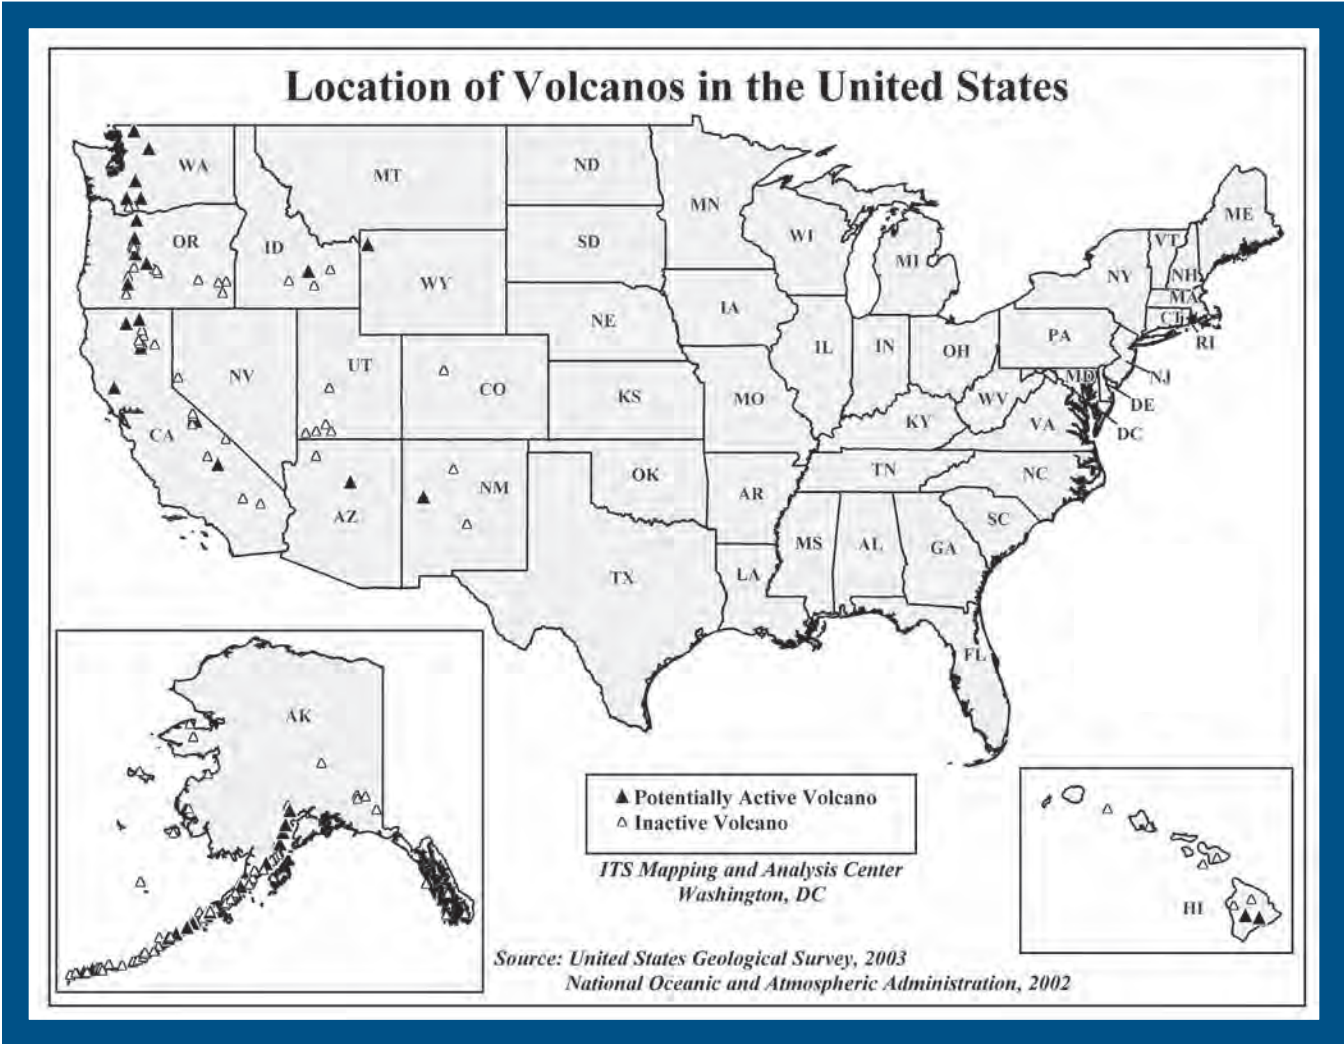 Location of Volcanos in the United States
WA
MT
ND
MN
ME
OR
ID
SD
WI
VT
MI
NY
NH
WY
MA
IA
CT
NE
PA
RI
IL
IN
OH
UT
NV
CO
NJ
MD
KS
MO
WV
DE
KY
VA
DC
CA
TN
OK
NC
NM
AR
AZ
SC
MS
AL
GA
TX
LA
FL
AK
HI
Potentially Active Volcano
Inactive Volcano
ITS Mapping and Analysis Center
Washington, DC
Source: United States Geological Survey, 2003
National Oceanic and Atmospheric Administration, 2002